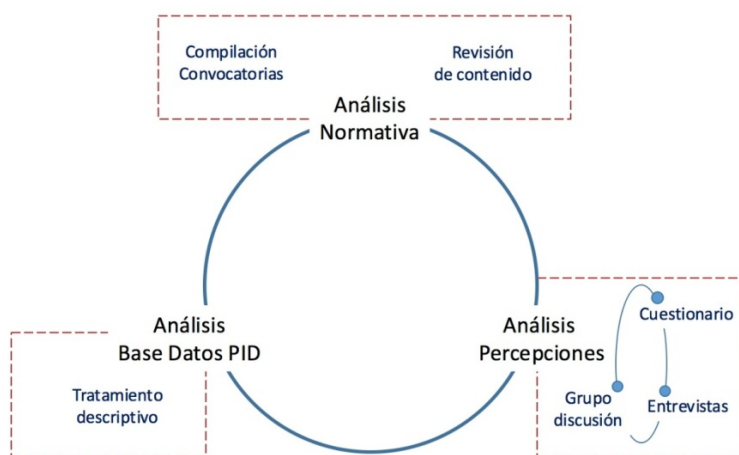 Compilación
Convocatorias
Revisión
de contenido
Análisis
Normativa
Análisis
Base Datos PID
Tratamiento
descriptivo
Análisis
Percepciones
Cuestionario
Grupo
discusión
Entrevistas